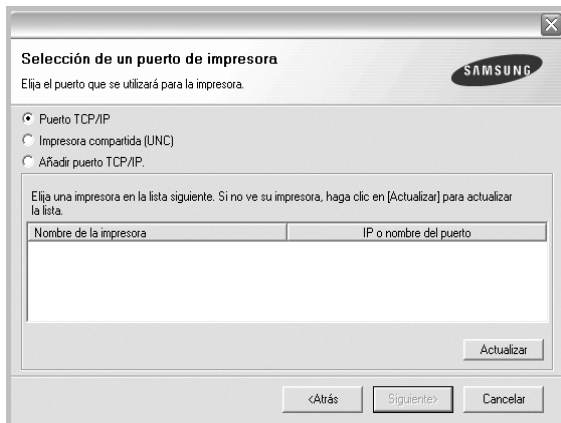 Selección de un puerto de impresora
Elija el puerto que se utilizará para la impresora.
SAMSUNG
Puerto TCP/IP
Impresora compartida (UNC)
Añadir puerto TCP/IP.
Elija una impresora en la lista siguiente. Si no ve su impresora, haga clic en [Actualizar] para actualizar
la lista.
Nombre de la impresora IP o nombre del puerto
Actualizar
<Atrás Siguiente> Cancelar